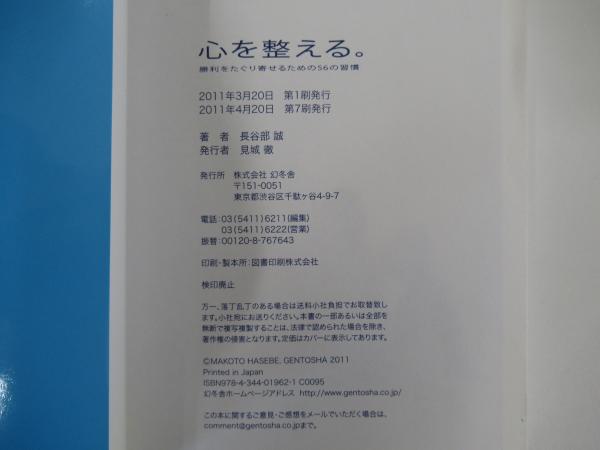 心を整える。
勝利をたぐり寄せるための56の習慣
2011年3月20日　第1刷発行
2011年4月20日　第7刷発行
著　者　長谷部 誠
発行者　見城 徹
発行所　株式会社 幻冬舎
〒151-0051
東京都渋谷区千駄ヶ谷4-9-7
電話：03(5411)6211(編集)
03(5411)6222(営業)
振替：00120-8-767643
印刷・製本所：図書印刷株式会社
検印廃止
万一、落丁乱丁のある場合は送料小社負担でお取替致し
ます。小社宛にお送りください。本書の一部あるいは全部を
無断で複写複製することは、法律で認められた場合を除き、
著作権の侵害となります。定価はカバーに表示してあります。
©MAKOTO HASEBE, GENTOSHA 2011
Printed in Japan
ISBN978-4-344-01962-1 C0095
幻冬舎ホームページアドレス　http://www.gentosha.co.jp/
この本に関するご意見・ご感想をメールでいただく場合は、
comment@gentosha.co.jpまで。